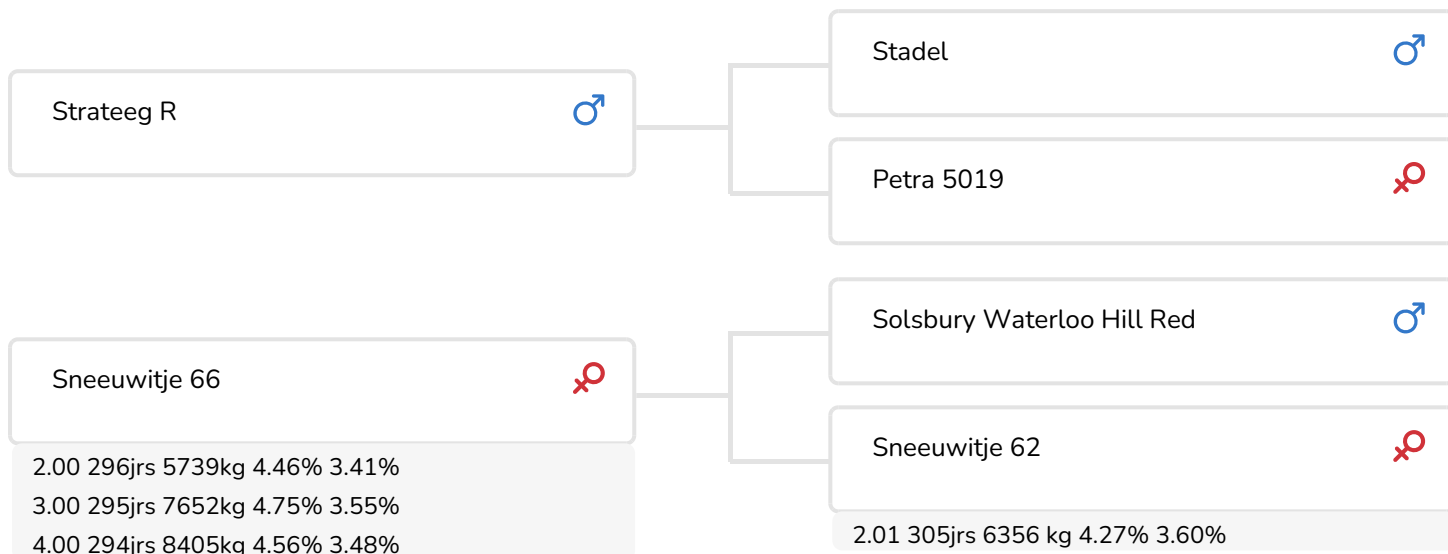 Strateeg R
Stadel
Petra 5019
Sneeuwitje 66
2.00 296jrs 5739kg 4.46% 3.41%
3.00 295jrs 7652kg 4.75% 3.55%
4.00 294jrs 8405kg 4.56% 3.48%
Solsbury Waterloo Hill Red
Sneeuwitje 62
2.01 305jrs 6356 kg 4.27% 3.60%